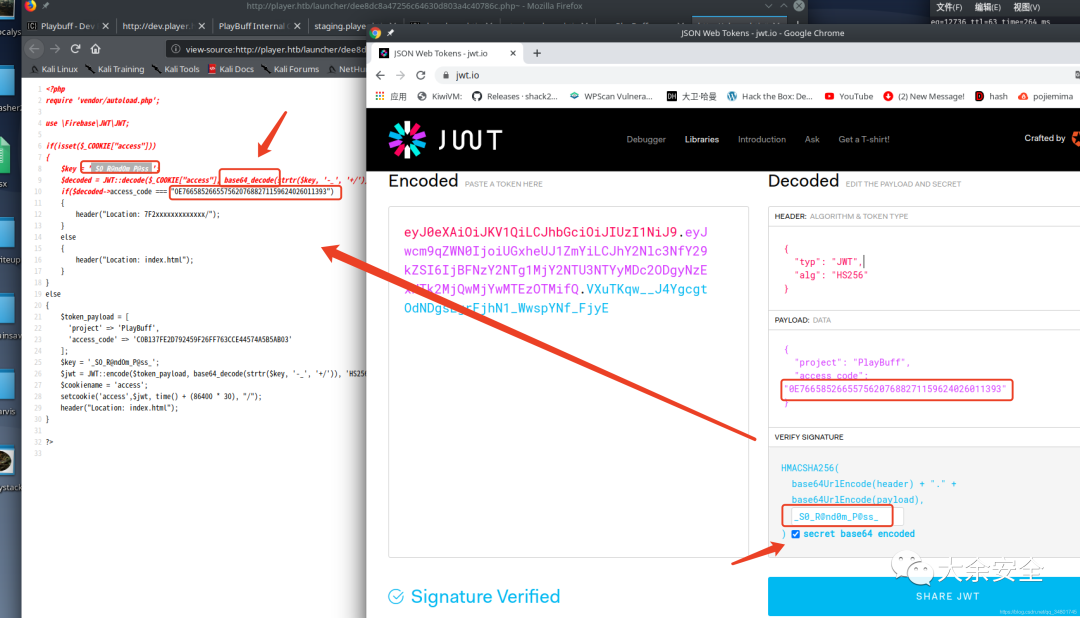 http://player.htb/launcher/dee8dc8a47256c64630d803a4c40786c.php~ - Mozilla Firefox
Playbuff - Dev
http://dev.player.
PlayBuff Internal
staging.playe
view-source:http://player.htb/launcher/dee8d
Kali Linux
Kali Training
Kali Tools
Kali Docs
Kali Forums
NetHu
1 <?php
2 require 'vendor/autoload.php';
3
4 use \Firebase\JWT\JWT;
5
6 if(isset($_COOKIE["access"]))
7 {
8 $key = '_S0_R@nd0m_P@ss_';
9 $decoded = JWT::decode($_COOKIE["access"], base64_decode(strtr($key, '-_', '+/'))
10 if($decoded->access_code === "0E76658526655756207688271159624026011393")
11 {
12 header("Location: 7F2xxxxxxxxxxxxx/");
13 }
14 else
15 {
16 header("Location: index.html");
17 }
18 }
19 else
20 {
21 $token_payload = [
22 'project' => 'PlayBuff',
23 'access_code' => 'C0B137FE2D792459F26FF763CCE44574A5B5AB03'
24 ];
25 $key = '_S0_R@nd0m_P@ss_';
26 $jwt = JWT::encode($token_payload, base64_decode(strtr($key, '-_', '+/')), 'HS256
27 $cookiename = 'access';
28 setcookie('access',$jwt, time() + (86400 * 30), "/");
29 header("Location: index.html");
30 }
31
32 ?>
33
文件(F) 编辑(E) 视图(V)
eq=12736 ttl=63 time=264 ms
JSON Web Tokens - jwt.io - Google Chrome
JSON Web Tokens - jwt.io
jwt.io
应用
KiwiVM:
Releases · shack2...
WPScan Vulnera...
大卫·哈曼
Hack the Box: De...
YouTube
(2) New Message!
hash
pojiemima
JWT
Debugger
Libraries
Introduction
Ask
Get a T-shirt!
Crafted by
Encoded PASTE A TOKEN HERE
eyJ0eXAiOiJKV1QiLCJhbGciOiJIUzI1NiJ9.eyJ
wcm9qZWN0IjoiUGxheUJ1ZmYiLCJhY2Nlc3NfY29
kZSI6IjBFNzY2NTg1MjY2NTU3NTYyMDc2ODgyNzE
VXuTKqw__J4Ygcgt
Decoded EDIT THE PAYLOAD AND SECRET
HEADER: ALGORITHM & TOKEN TYPE
{
"typ": "JWT",
"alg": "HS256"
}
PAYLOAD: DATA
{
"project": "PlayBuff",
"access_code":
"0E76658526655756207688271159624026011393"
}
VERIFY SIGNATURE
HMACSHA256(
base64UrlEncode(header) + "." +
base64UrlEncode(payload),
_S0_R@nd0m_P@ss_
) secret base64 encoded
Signature Verified
SHARE JWT
大余安全